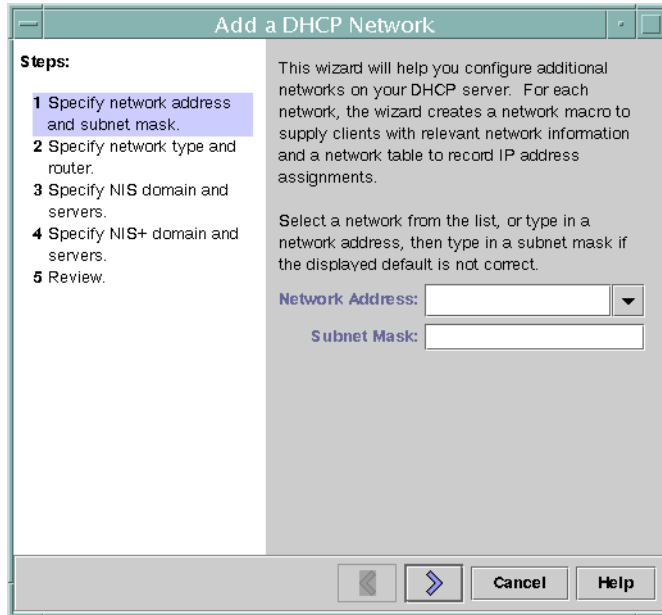 Add a DHCP Network
Steps:
1 Specify network address
and subnet mask.
2 Specify network type and
router.
3 Specify NIS domain and
servers.
4 Specify NIS+ domain and
servers.
5 Review.
This wizard will help you configure additional
networks on your DHCP server. For each
network, the wizard creates a network macro to
supply clients with relevant network information
and a network table to record IP address
assignments.
Select a network from the list, or type in a
network address, then type in a subnet mask if
the displayed default is not correct.
Network Address:
Subnet Mask:
Cancel
Help